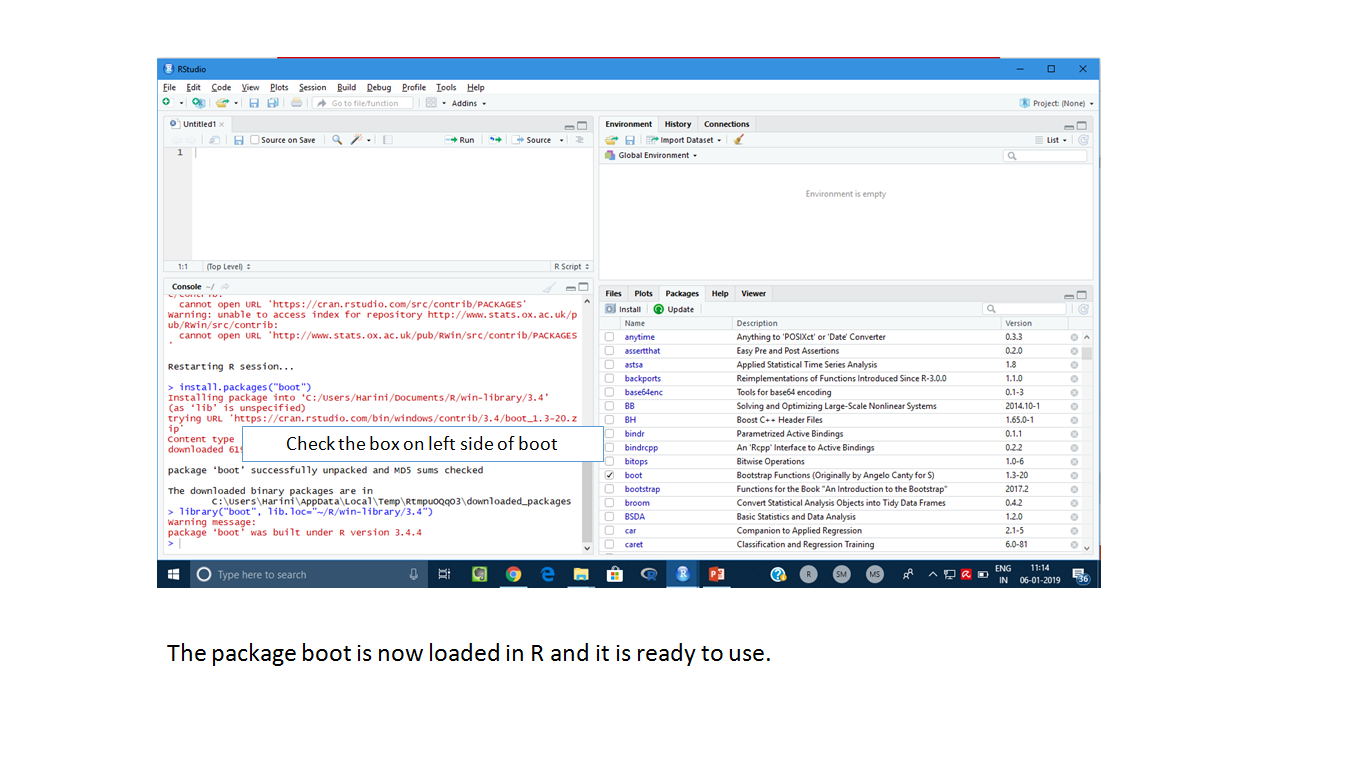 RStudio
File Edit Code View Plots Session Build Debug Profile Tools Help
Go to file/function Addins Project: (None)
Untitled1
Source on Save Run Source
1
1:1 (Top Level) R Script
Console ~/
c/contrib:
cannot open URL 'https://cran.rstudio.com/src/contrib/PACKAGES'
Warning: unable to access index for repository http://www.stats.ox.ac.uk/p
ub/RWin/src/contrib:
cannot open URL 'http://www.stats.ox.ac.uk/pub/RWin/src/contrib/PACKAGES
'
Restarting R session...
> install.packages("boot")
Installing package into ‘C:/Users/Harini/Documents/R/win-library/3.4’
(as ‘lib’ is unspecified)
trying URL 'https://cran.rstudio.com/bin/windows/contrib/3.4/boot_1.3-20.z
ip'
Content type
downloaded 619
Check the box on left side of boot
package ‘boot’ successfully unpacked and MD5 sums checked
The downloaded binary packages are in
C:\Users\Harini\AppData\Local\Temp\RtmpuOQqO3\downloaded_packages
> library("boot", lib.loc="~/R/win-library/3.4")
Warning message:
package ‘boot’ was built under R version 3.4.4
>
Environment History Connections
Import Dataset List
Global Environment
Environment is empty
Files Plots Packages Help Viewer
Install Update
Name Description Version
anytime Anything to 'POSIXct' or 'Date' Converter 0.3.3
assertthat Easy Pre and Post Assertions 0.2.0
astsa Applied Statistical Time Series Analysis 1.8
backports Reimplementations of Functions Introduced Since R-3.0.0 1.1.0
base64enc Tools for base64 encoding 0.1-3
BB Solving and Optimizing Large-Scale Nonlinear Systems 2014.10-1
BH Boost C++ Header Files 1.65.0-1
bindr Parametrized Active Bindings 0.1.1
bindrcpp An 'Rcpp' Interface to Active Bindings 0.2.2
bitops Bitwise Operations 1.0-6
boot Bootstrap Functions (Originally by Angelo Canty for S) 1.3-20
bootstrap Functions for the Book "An Introduction to the Bootstrap" 2017.2
broom Convert Statistical Analysis Objects into Tidy Data Frames 0.4.2
BSDA Basic Statistics and Data Analysis 1.2.0
car Companion to Applied Regression 2.1-5
caret Classification and Regression Training 6.0-81
Type here to search R SM MS ENG 11:14
IN 06-01-2019 36
The package boot is now loaded in R and it is ready to use.